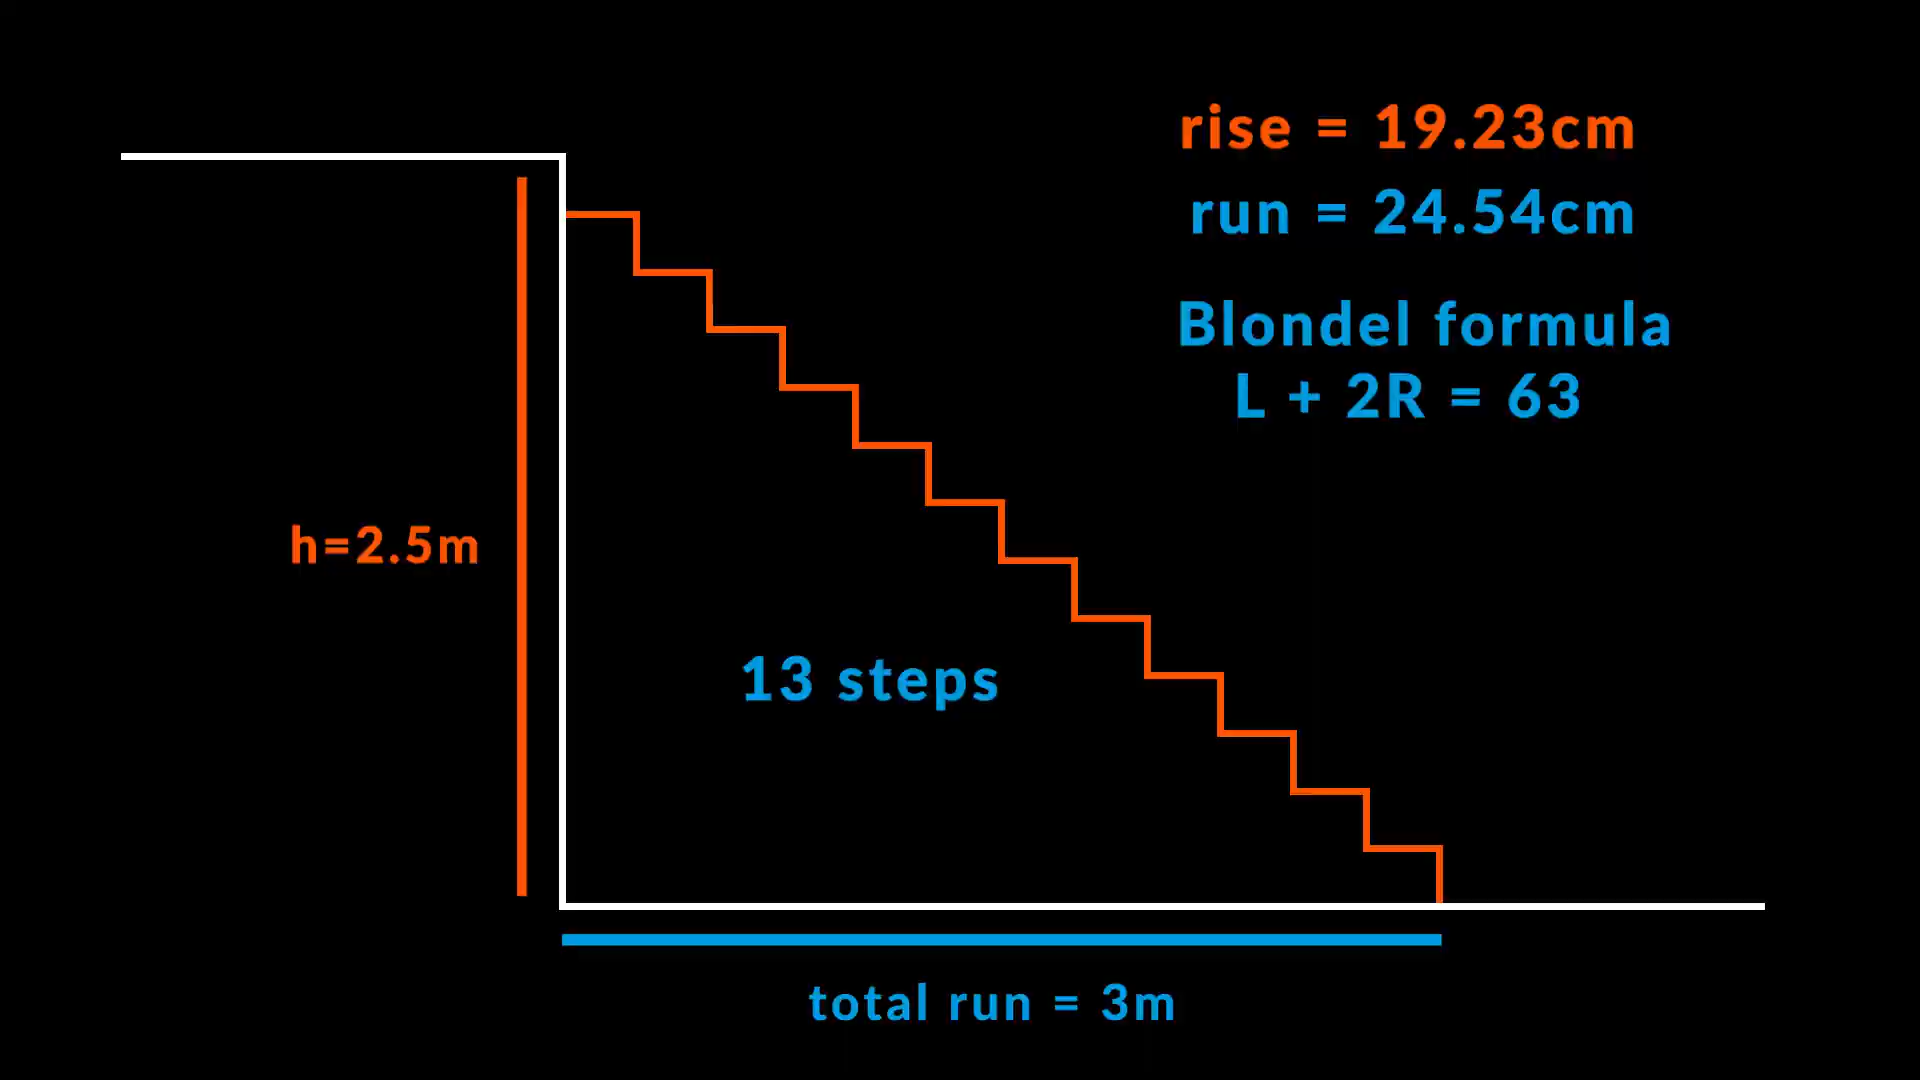 rise = 19.23cm
run = 24.54cm
Blondel formula
L + 2R = 63
h=2.5m
13 steps
total run = 3m